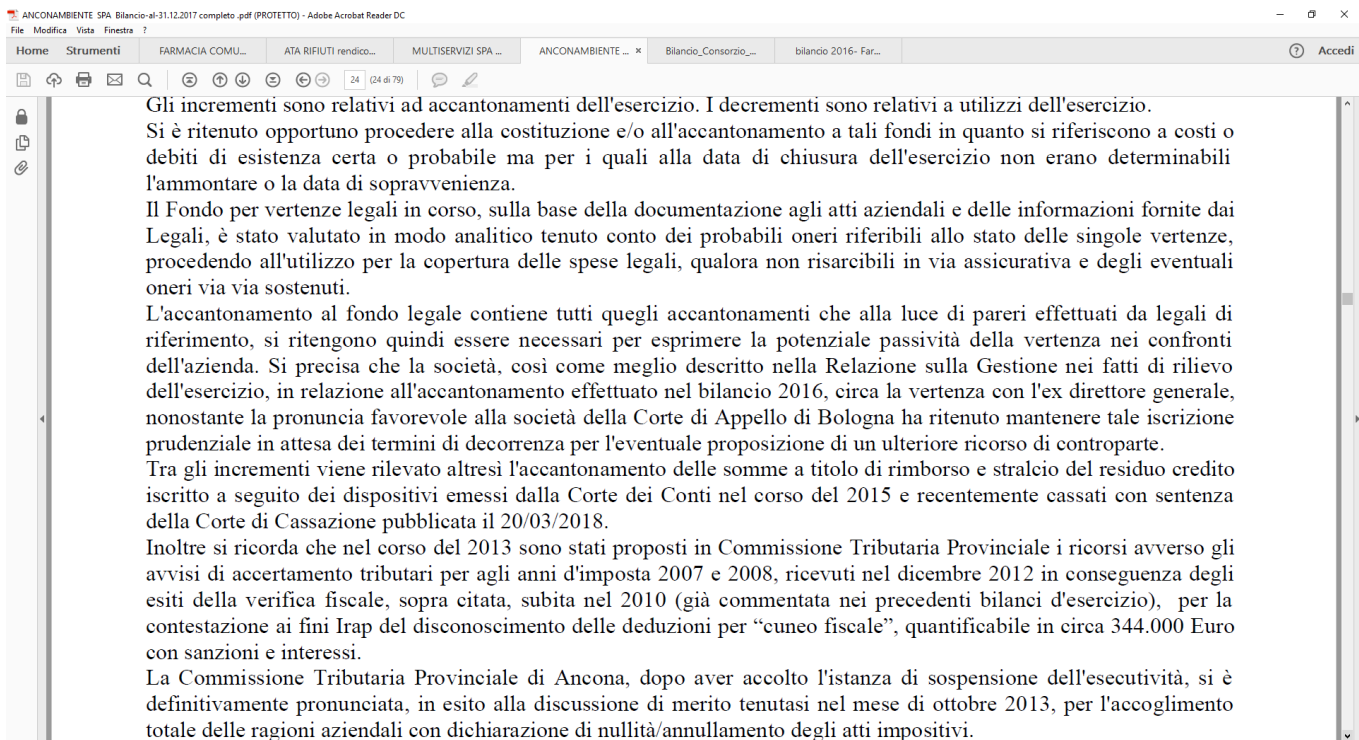 ANCONAMBIENTE SPA Bilancio-al-31.12.2017 completo .pdf (PROTETTO) - Adobe Acrobat Reader DC
File Modifica Vista Finestra ?
Home Strumenti FARMACIA COMU... ATA RIFIUTI rendico... MULTISERVIZI SPA ... ANCONAMBIENTE ... × Bilancio_Consorzio_... bilancio 2016- Far... ? Accedi
24 (24 di 79)
Gli incrementi sono relativi ad accantonamenti dell'esercizio. I decrementi sono relativi a utilizzi dell'esercizio.
Si è ritenuto opportuno procedere alla costituzione e/o all'accantonamento a tali fondi in quanto si riferiscono a costi o
debiti di esistenza certa o probabile ma per i quali alla data di chiusura dell'esercizio non erano determinabili
l'ammontare o la data di sopravvenienza.
Il Fondo per vertenze legali in corso, sulla base della documentazione agli atti aziendali e delle informazioni fornite dai
Legali, è stato valutato in modo analitico tenuto conto dei probabili oneri riferibili allo stato delle singole vertenze,
procedendo all'utilizzo per la copertura delle spese legali, qualora non risarcibili in via assicurativa e degli eventuali
oneri via via sostenuti.
L'accantonamento al fondo legale contiene tutti quegli accantonamenti che alla luce di pareri effettuati da legali di
riferimento, si ritengono quindi essere necessari per esprimere la potenziale passività della vertenza nei confronti
dell'azienda. Si precisa che la società, così come meglio descritto nella Relazione sulla Gestione nei fatti di rilievo
dell'esercizio, in relazione all'accantonamento effettuato nel bilancio 2016, circa la vertenza con l'ex direttore generale,
nonostante la pronuncia favorevole alla società della Corte di Appello di Bologna ha ritenuto mantenere tale iscrizione
prudenziale in attesa dei termini di decorrenza per l'eventuale proposizione di un ulteriore ricorso di controparte.
Tra gli incrementi viene rilevato altresì l'accantonamento delle somme a titolo di rimborso e stralcio del residuo credito
iscritto a seguito dei dispositivi emessi dalla Corte dei Conti nel corso del 2015 e recentemente cassati con sentenza
della Corte di Cassazione pubblicata il 20/03/2018.
Inoltre si ricorda che nel corso del 2013 sono stati proposti in Commissione Tributaria Provinciale i ricorsi avverso gli
avvisi di accertamento tributari per agli anni d'imposta 2007 e 2008, ricevuti nel dicembre 2012 in conseguenza degli
esiti della verifica fiscale, sopra citata, subita nel 2010 (già commentata nei precedenti bilanci d'esercizio), per la
contestazione ai fini Irap del disconoscimento delle deduzioni per “cuneo fiscale”, quantificabile in circa 344.000 Euro
con sanzioni e interessi.
La Commissione Tributaria Provinciale di Ancona, dopo aver accolto l'istanza di sospensione dell'esecutività, si è
definitivamente pronunciata, in esito alla discussione di merito tenutasi nel mese di ottobre 2013, per l'accoglimento
totale delle ragioni aziendali con dichiarazione di nullità/annullamento degli atti impositivi.